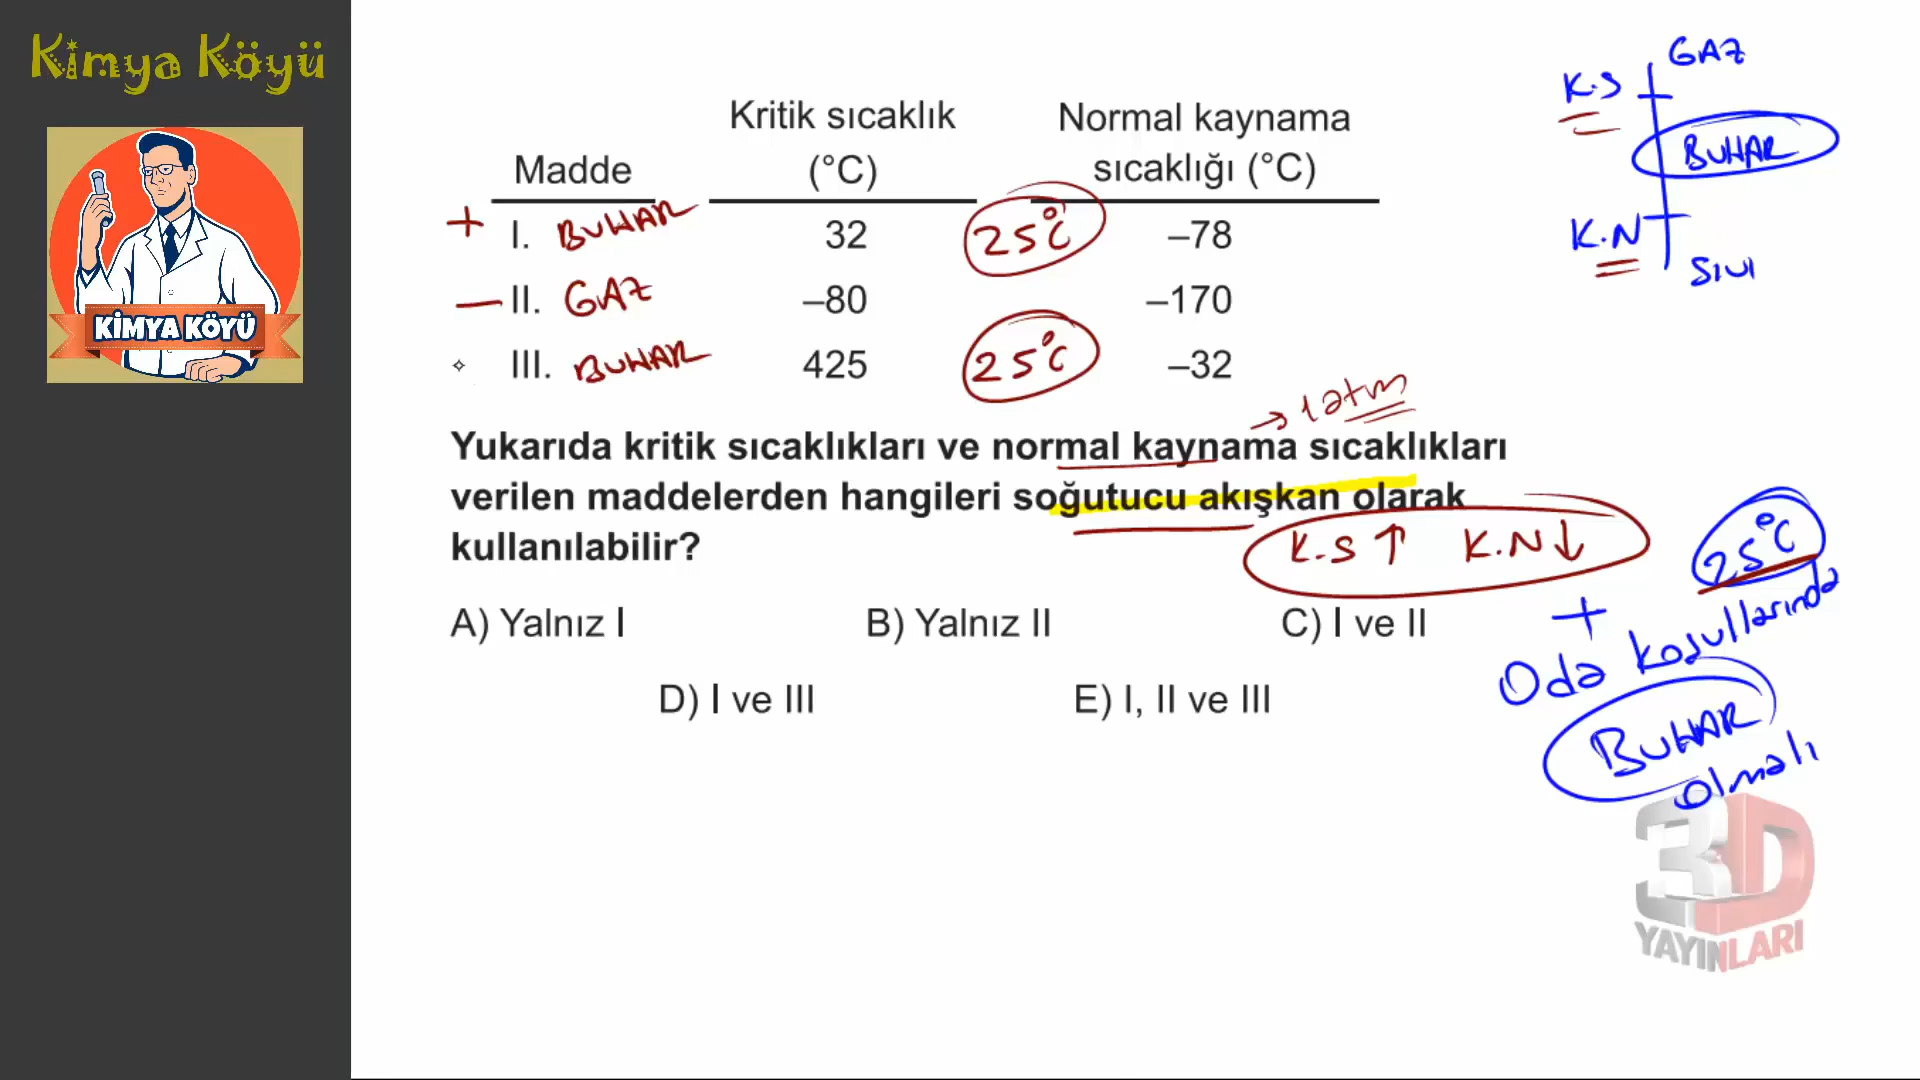 Kimya Köyü
KİMYA KÖYÜ
Madde
Kritik sıcaklık
(°C)
Normal kaynama
sıcaklığı (°C)
+ I. BUHAR 32 25°C –78
— II. GAZ –80 –170
III. BUHAR 425 25°C –32
→ 1 atm
Yukarıda kritik sıcaklıkları ve normal kaynama sıcaklıkları
verilen maddelerden hangileri soğutucu akışkan olarak
kullanılabilir?
K.S ↑ K.N ↓
A) Yalnız I B) Yalnız II C) I ve II
D) I ve III E) I, II ve III
GAZ
K.S
BUHAR
K.N
SIVI
25°C
+
Oda koşullarında
BUHAR
olmalı
3D
YAYINLARI